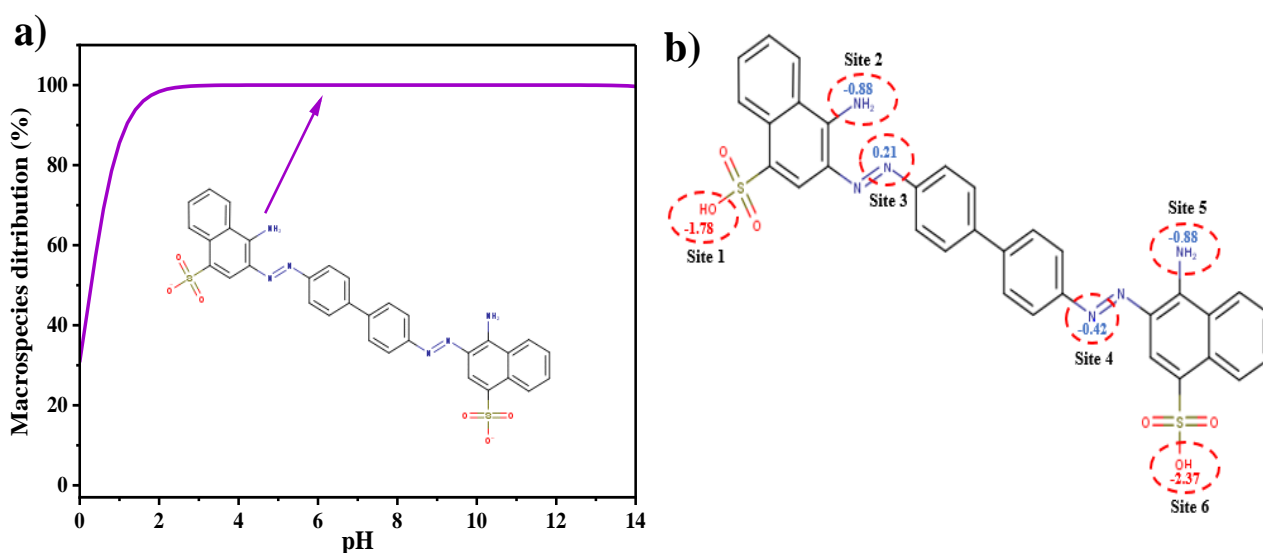 a)
Macrospecies ditribution (%)
100
80
60
40
20
0
0
2
4
6
8
10
12
14
pH
NH₂
O
S
O
O⁻
N
N
N
N
NH₂
O
S
O
O⁻
b)
Site 2
-0.88
NH₂
0.21
N
N
Site 3
O
S
HO
O
-1.78
Site 1
Site 5
-0.88
NH₂
N
N
-0.42
Site 4
O
S
O
OH
-2.37
Site 6